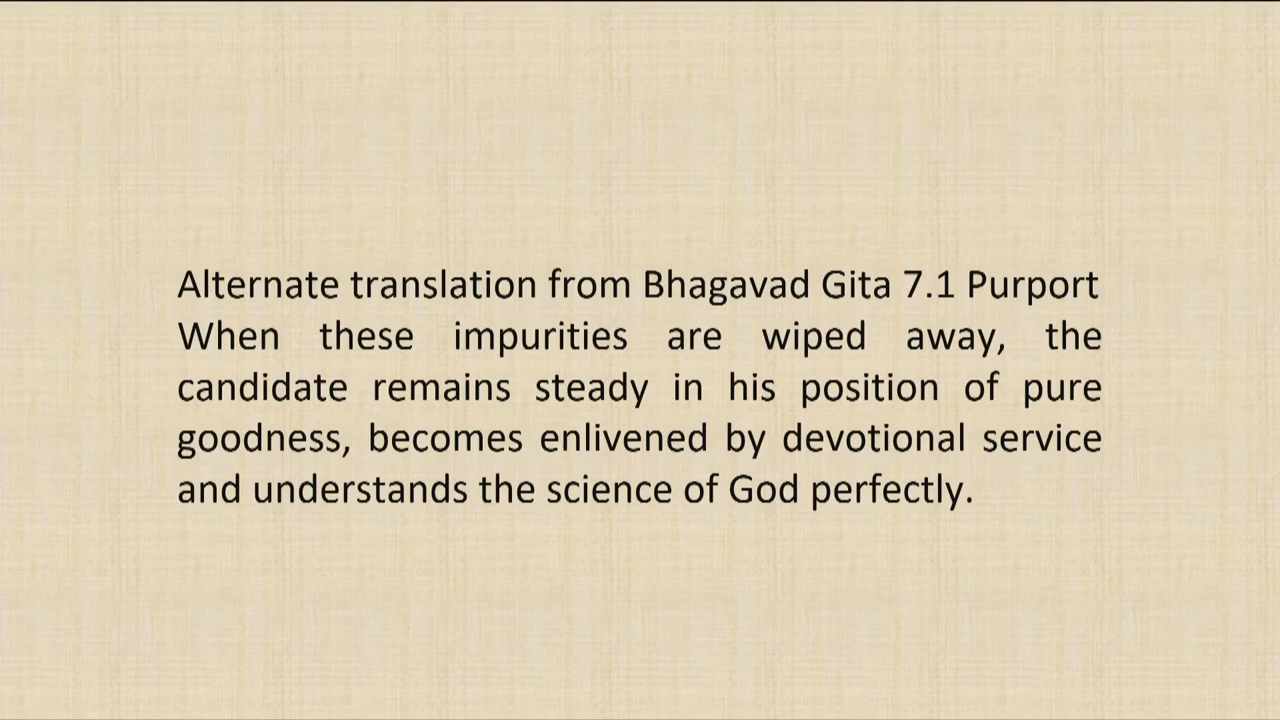 Alternate translation from Bhagavad Gita 7.1 Purport
When these impurities are wiped away, the
candidate remains steady in his position of pure
goodness, becomes enlivened by devotional service
and understands the science of God perfectly.